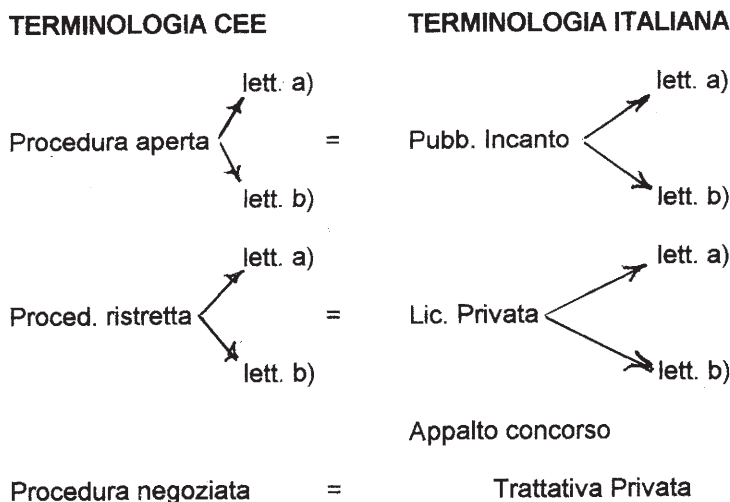 TERMINOLOGIA CEE TERMINOLOGIA ITALIANA
lett. a) lett. a)
Procedura aperta = Pubb. Incanto
lett. b) lett. b)
lett. a) lett. a)
Proced. ristretta = Lic. Privata
lett. b) lett. b)
Appalto concorso
Procedura negoziata = Trattativa Privata